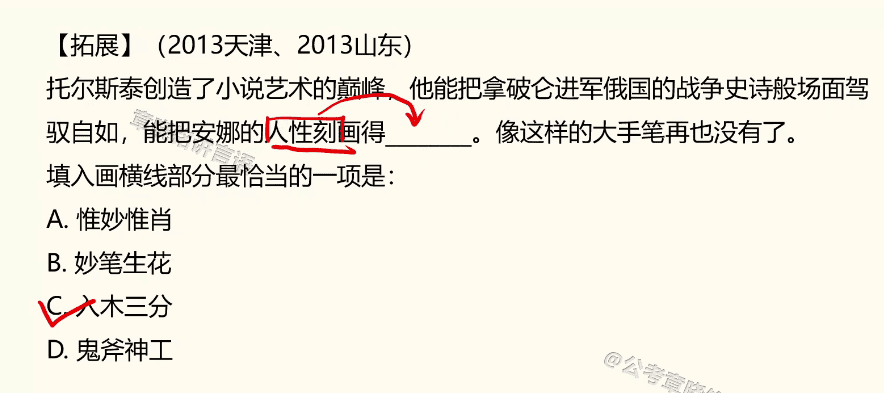 【拓展】（2013天津、2013山东）
托尔斯泰创造了小说艺术的巅峰，他能把拿破仑进军俄国的战争史诗般场面驾
驭自如，能把安娜的人性刻画得________。像这样的大手笔再也没有了。
填入画横线部分最恰当的一项是：
A. 惟妙惟肖
B. 妙笔生花
C. 入木三分
D. 鬼斧神工
@公考章